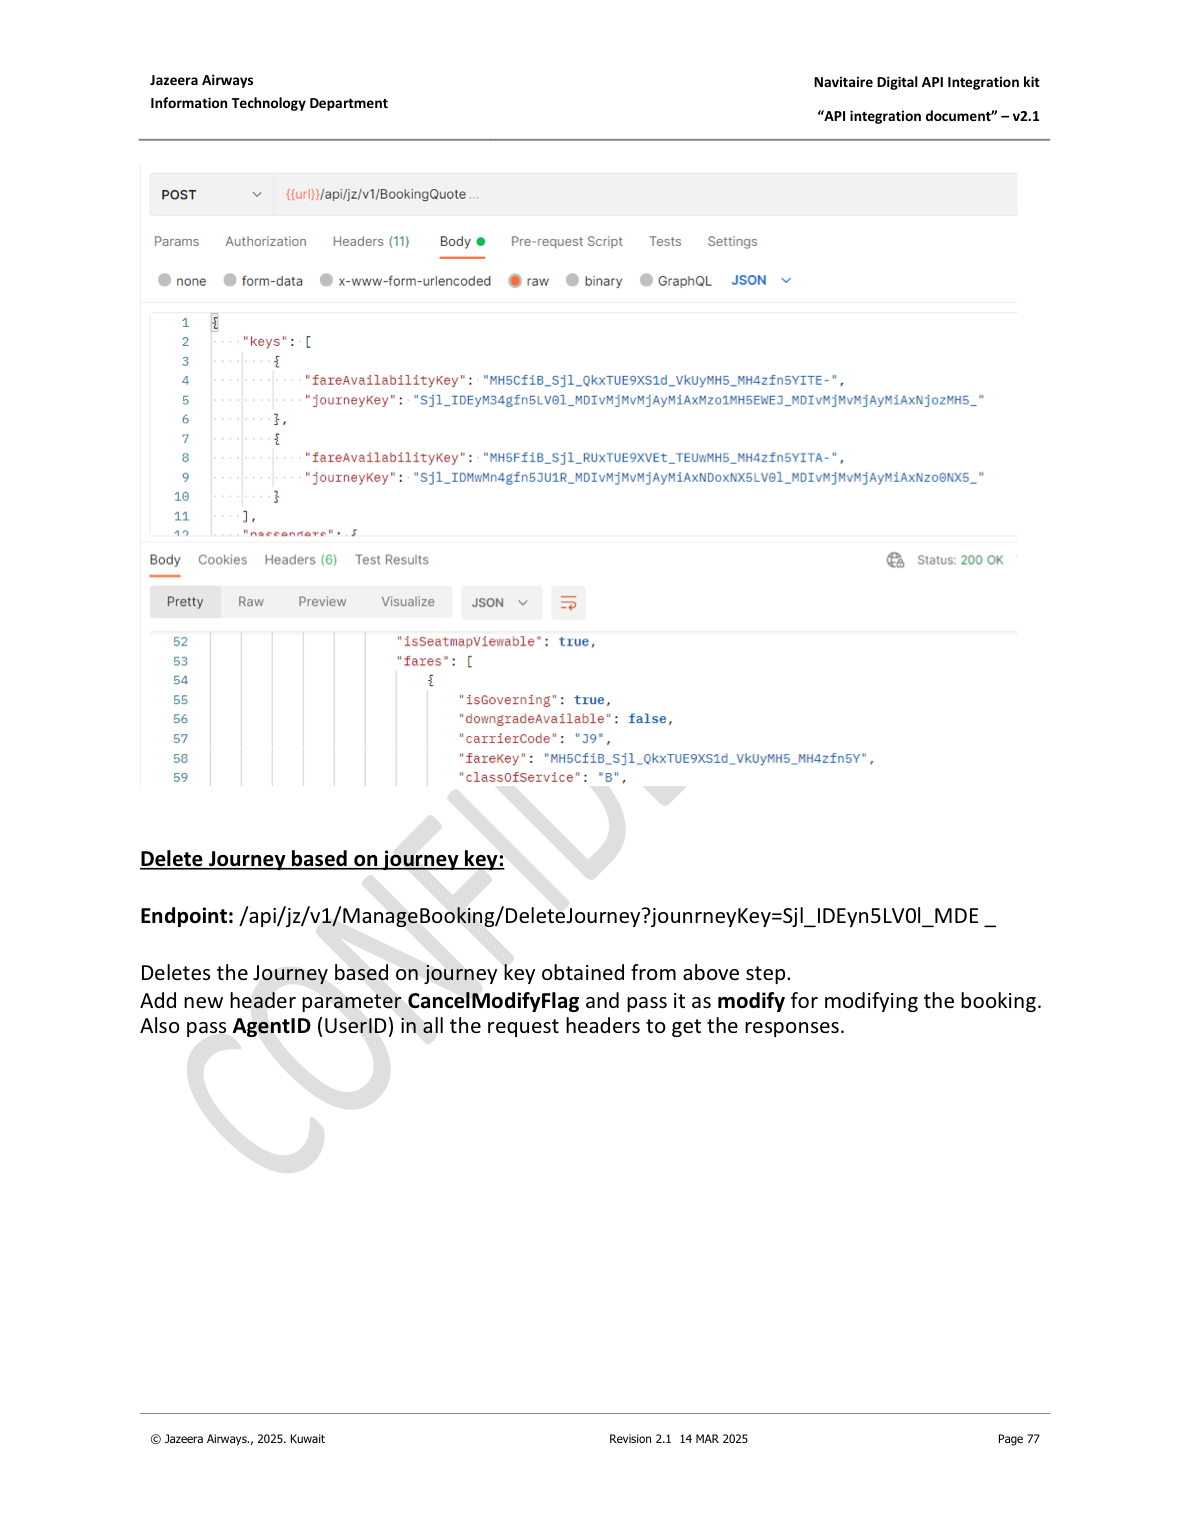 Jazeera Airways
Information Technology Department
Navitaire Digital API Integration kit
“API integration document” – v2.1
POST
{{url}}/api/jz/v1/BookingQuote ...
Params Authorization Headers (11) Body Pre-request Script Tests Settings
none form-data x-www-form-urlencoded raw binary GraphQL JSON
1 {
2 "keys": [
3 {
4 "fareAvailabilityKey": "MH5CfiB_Sjl_QkxTUE9XS1d_VkUyMH5_MH4zfn5YITE-",
5 "journeyKey": "Sjl_IDEyM34gfn5LV0l_MDIvMjMvMjAyMiAxMzo1MH5EWEJ_MDIvMjMvMjAyMiAxNjozMH5_"
6 },
7 {
8 "fareAvailabilityKey": "MH5FfiB_Sjl_RUxTUE9XVEt_TEUwMH5_MH4zfn5YITA-",
9 "journeyKey": "Sjl_IDMwMn4gfn5JU1R_MDIvMjMvMjAyMiAxNDoxNX5LV0l_MDIvMjMvMjAyMiAxNzo0NX5_"
10 }
11 ],
12 "passengers": {
Body Cookies Headers (6) Test Results Status: 200 OK
Pretty Raw Preview Visualize JSON
52 "isSeatmapViewable": true,
53 "fares": [
54 {
55 "isGoverning": true,
56 "downgradeAvailable": false,
57 "carrierCode": "J9",
58 "fareKey": "MH5CfiB_Sjl_QkxTUE9XS1d_VkUyMH5_MH4zfn5Y",
59 "classOfService": "B",
Delete Journey based on journey key:
Endpoint: /api/jz/v1/ManageBooking/DeleteJourney?jounrneyKey=Sjl_IDEyn5LV0l_MDE _
Deletes the Journey based on journey key obtained from above step.
Add new header parameter CancelModifyFlag and pass it as modify for modifying the booking.
Also pass AgentID (UserID) in all the request headers to get the responses.
© Jazeera Airways., 2025. Kuwait
Revision 2.1 14 MAR 2025
Page 77